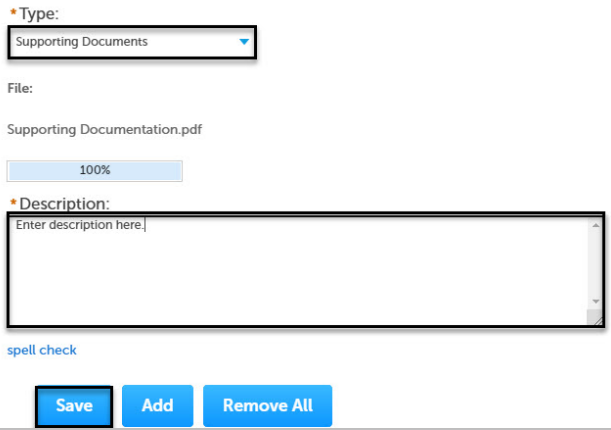 *Type:
Supporting Documents
File:
Supporting Documentation.pdf
100%
*Description:
Enter description here.
spell check
Save Add Remove All